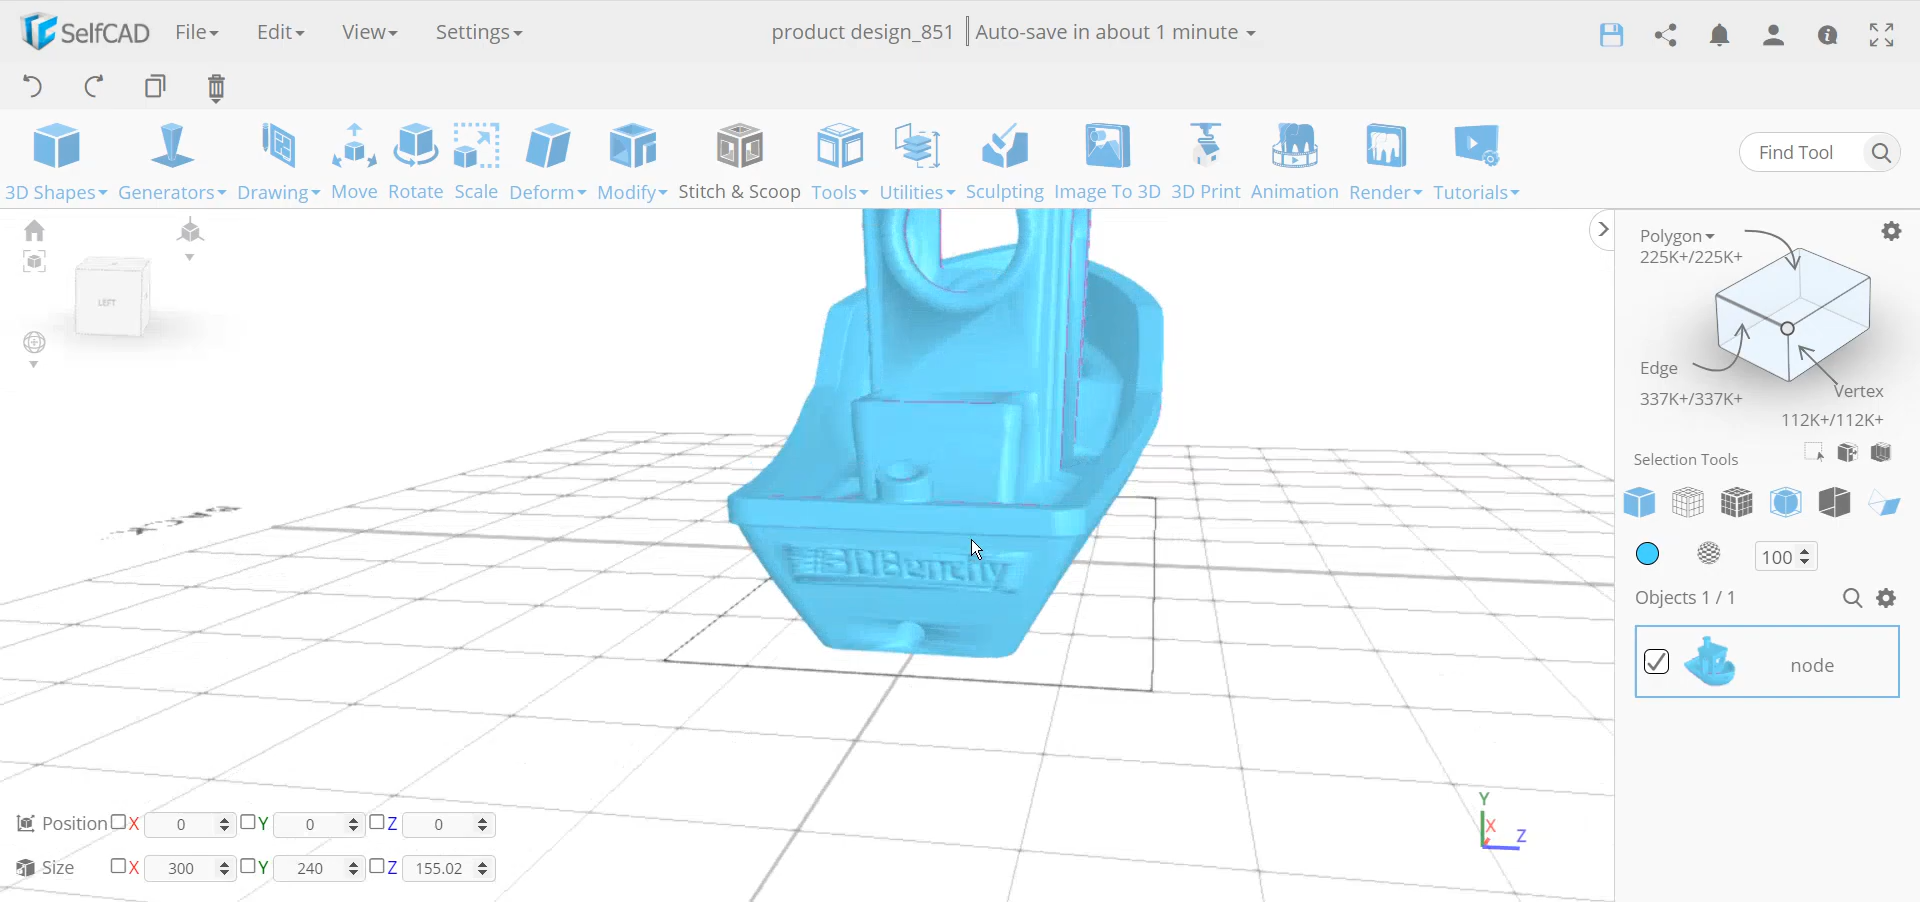 SelfCAD File Edit View Settings product design_851 Auto-save in about 1 minute
3D Shapes Generators Drawing Move Rotate Scale Deform Modify Stitch & Scoop Tools Utilities Sculpting Image To 3D 3D Print Animation Render Tutorials
Find Tool
LEFT
Polygon
225K+/225K+
Edge
337K+/337K+
Vertex
112K+/112K+
Selection Tools
100
Objects 1 / 1
node
#3DBenchy
Position X 0 Y 0 Z 0
Size X 300 Y 240 Z 155.02
Y
X
Z